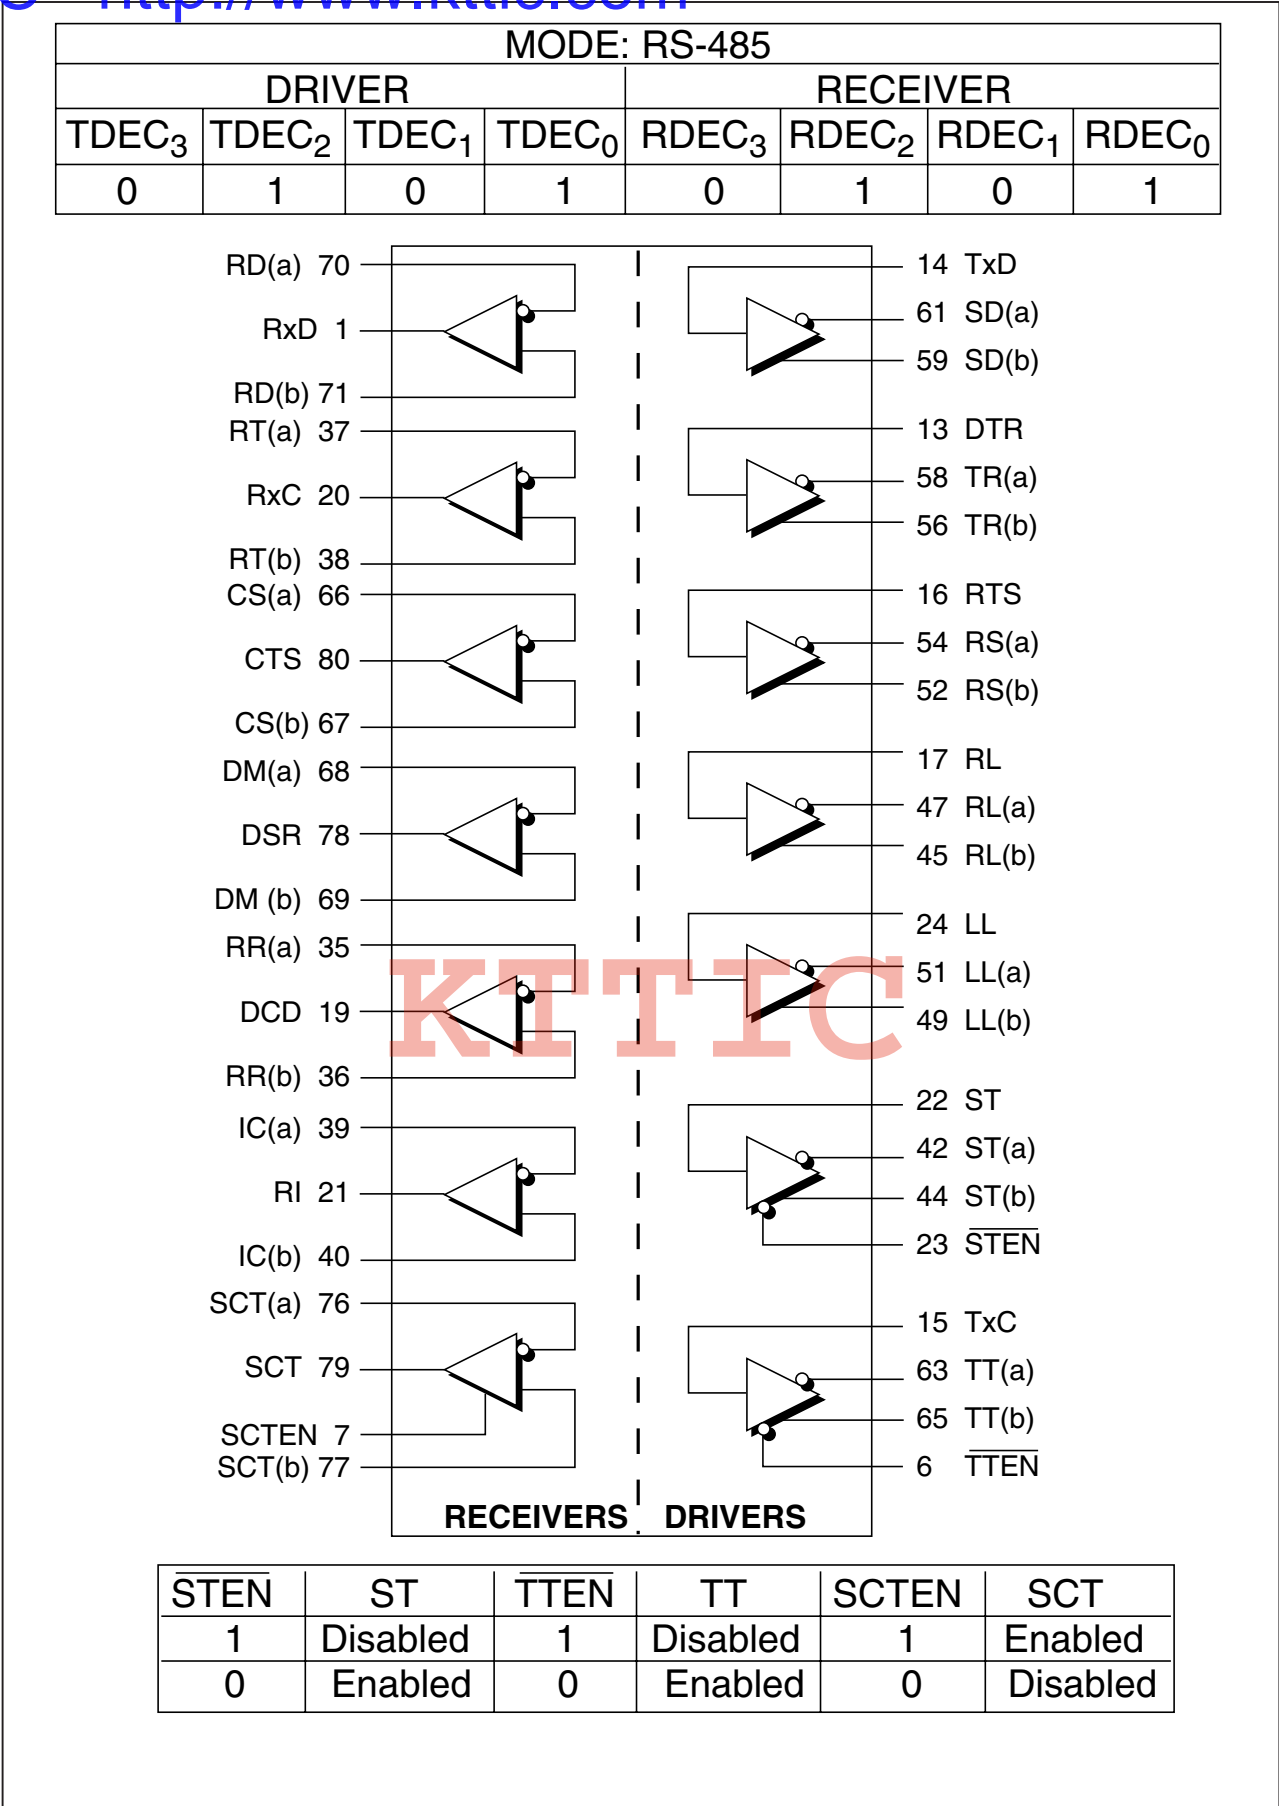 http://www.kttic.com
MODE: RS-485
DRIVER RECEIVER
TDEC3 TDEC2 TDEC1 TDEC0 RDEC3 RDEC2 RDEC1 RDEC0
0 1 0 1 0 1 0 1
RD(a) 70
RxD 1
RD(b) 71
RT(a) 37
RxC 20
RT(b) 38
CS(a) 66
CTS 80
CS(b) 67
DM(a) 68
DSR 78
DM (b) 69
RR(a) 35
DCD 19
RR(b) 36
IC(a) 39
RI 21
IC(b) 40
SCT(a) 76
SCT 79
SCTEN 7
SCT(b) 77
14 TxD
61 SD(a)
59 SD(b)
13 DTR
58 TR(a)
56 TR(b)
16 RTS
54 RS(a)
52 RS(b)
17 RL
47 RL(a)
45 RL(b)
24 LL
51 LL(a)
49 LL(b)
22 ST
42 ST(a)
44 ST(b)
23 STEN
15 TxC
63 TT(a)
65 TT(b)
6 TTEN
KTTIC
RECEIVERS DRIVERS
STEN ST TTEN TT SCTEN SCT
1 Disabled 1 Disabled 1 Enabled
0 Enabled 0 Enabled 0 Disabled